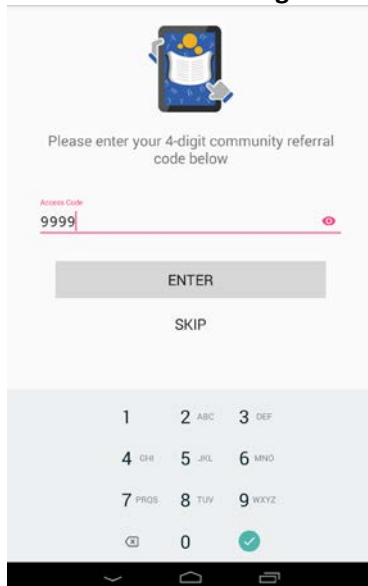 Please enter your 4-digit community referral
code below
Access Code
9999
ENTER
SKIP
1 2 ABC 3 DEF
4 GHI 5 JKL 6 MNO
7 PRQS 8 TUV 9 WXYZ
0